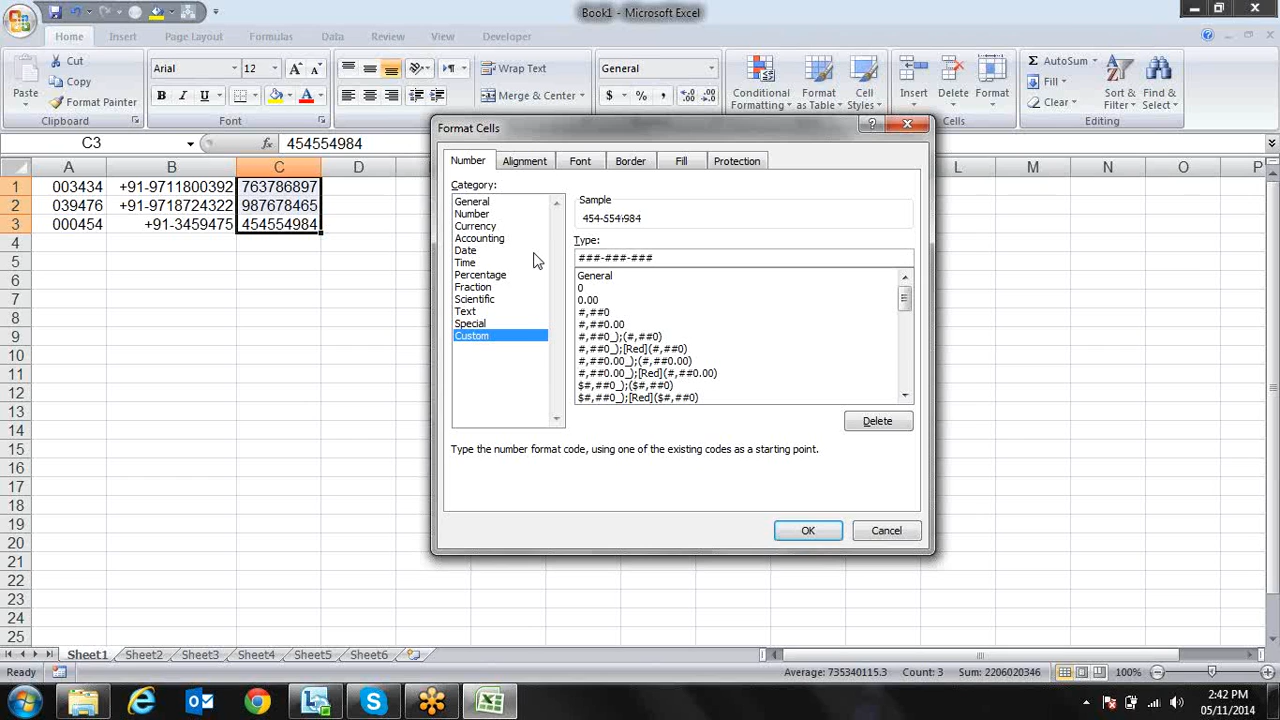 Book1 - Microsoft Excel
Home Insert Page Layout Formulas Data Review View Developer
Cut
Copy
Format Painter
Paste
Clipboard
Arial 12
Font
Wrap Text
Merge & Center
General
Conditional Formatting
Format as Table
Cell Styles
Insert Delete Format
Cells
AutoSum
Fill
Clear
Sort & Filter
Find & Select
Editing
C3 fx 454554984
A B C D L M N O P
1 003434 +91-9711800392 763786897
2 039476 +91-9718724322 987678465
3 000454 +91-3459475 454554984
4
5
6
7
8
9
10
11
12
13
14
15
16
17
18
19
20
21
22
23
24
25
Format Cells
Number Alignment Font Border Fill Protection
Category:
General
Number
Currency
Accounting
Date
Time
Percentage
Fraction
Scientific
Text
Special
Custom
Sample
454-554-984
Type:
###-###-###
General
0
0.00
#,##0
#,##0.00
#,##0_);(#,##0)
#,##0_);[Red](#,##0)
#,##0.00_);(#,##0.00)
#,##0.00_);[Red](#,##0.00)
$#,##0_);($#,##0)
$#,##0_);[Red]($#,##0)
Delete
Type the number format code, using one of the existing codes as a starting point.
OK Cancel
Sheet1 Sheet2 Sheet3 Sheet4 Sheet5 Sheet6
Ready Average: 735340115.3 Count: 3 Sum: 2206020346 100%
2:42 PM
05/11/2014